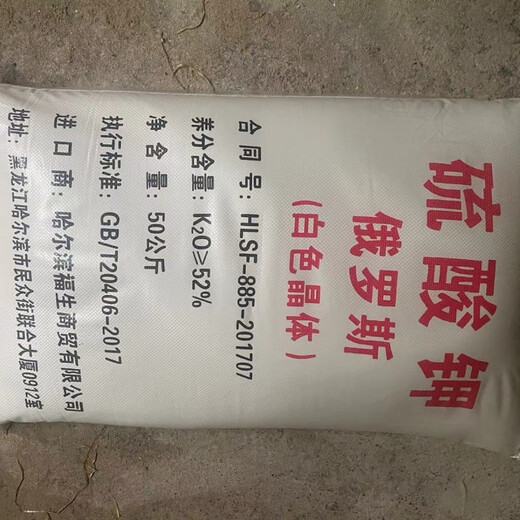 硫酸钾
俄罗斯
(白色晶体)
合同号: HLSF-885-201707
养分含量: K₂O≥52%
净含量: 50公斤
执行标准: GB/T20406-2017
进口商: 哈尔滨福生商贸有限公司
地址: 黑龙江哈尔滨市民众街联合大厦0912室